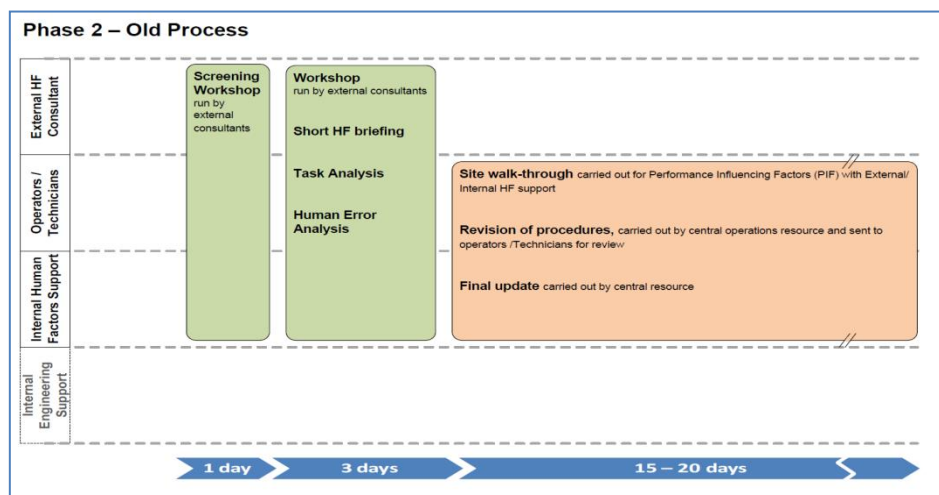 Phase 2 – Old Process
External HF
Consultant
Operators /
Technicians
Internal Human
Factors Support
Internal
Engineering
Support
Screening
Workshop
run by
external
consultants
Workshop
run by external consultants
Short HF briefing
Task Analysis
Human Error
Analysis
Site walk-through carried out for Performance Influencing Factors (PIF) with External/
Internal HF support
Revision of procedures, carried out by central operations resource and sent to
operators /Technicians for review
Final update carried out by central resource
1 day
3 days
15 – 20 days